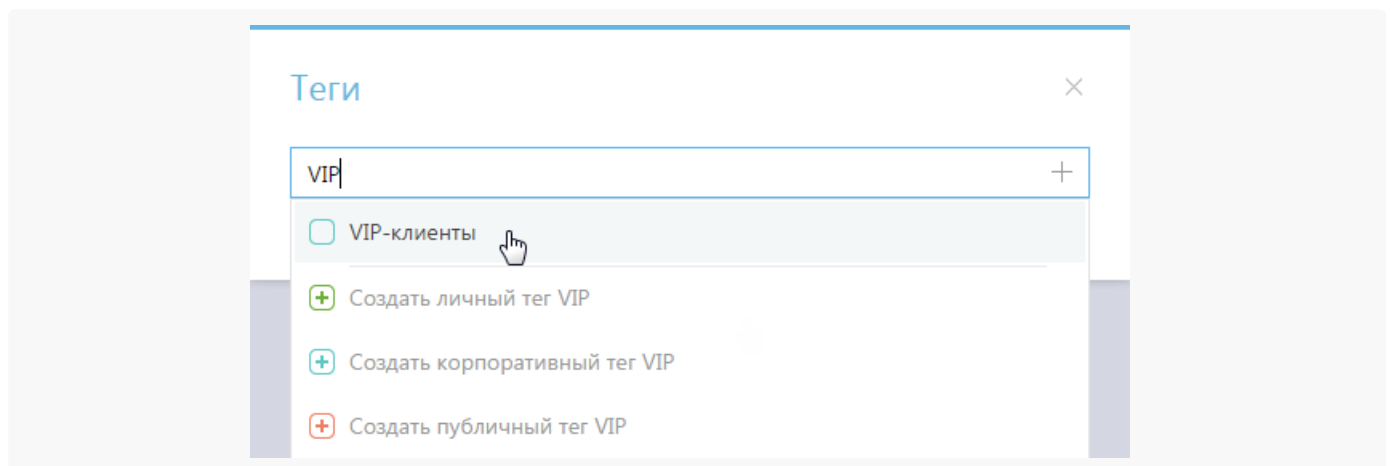 Теги
VIP
VIP-клиенты
Создать личный тег VIP
Создать корпоративный тег VIP
Создать публичный тег VIP